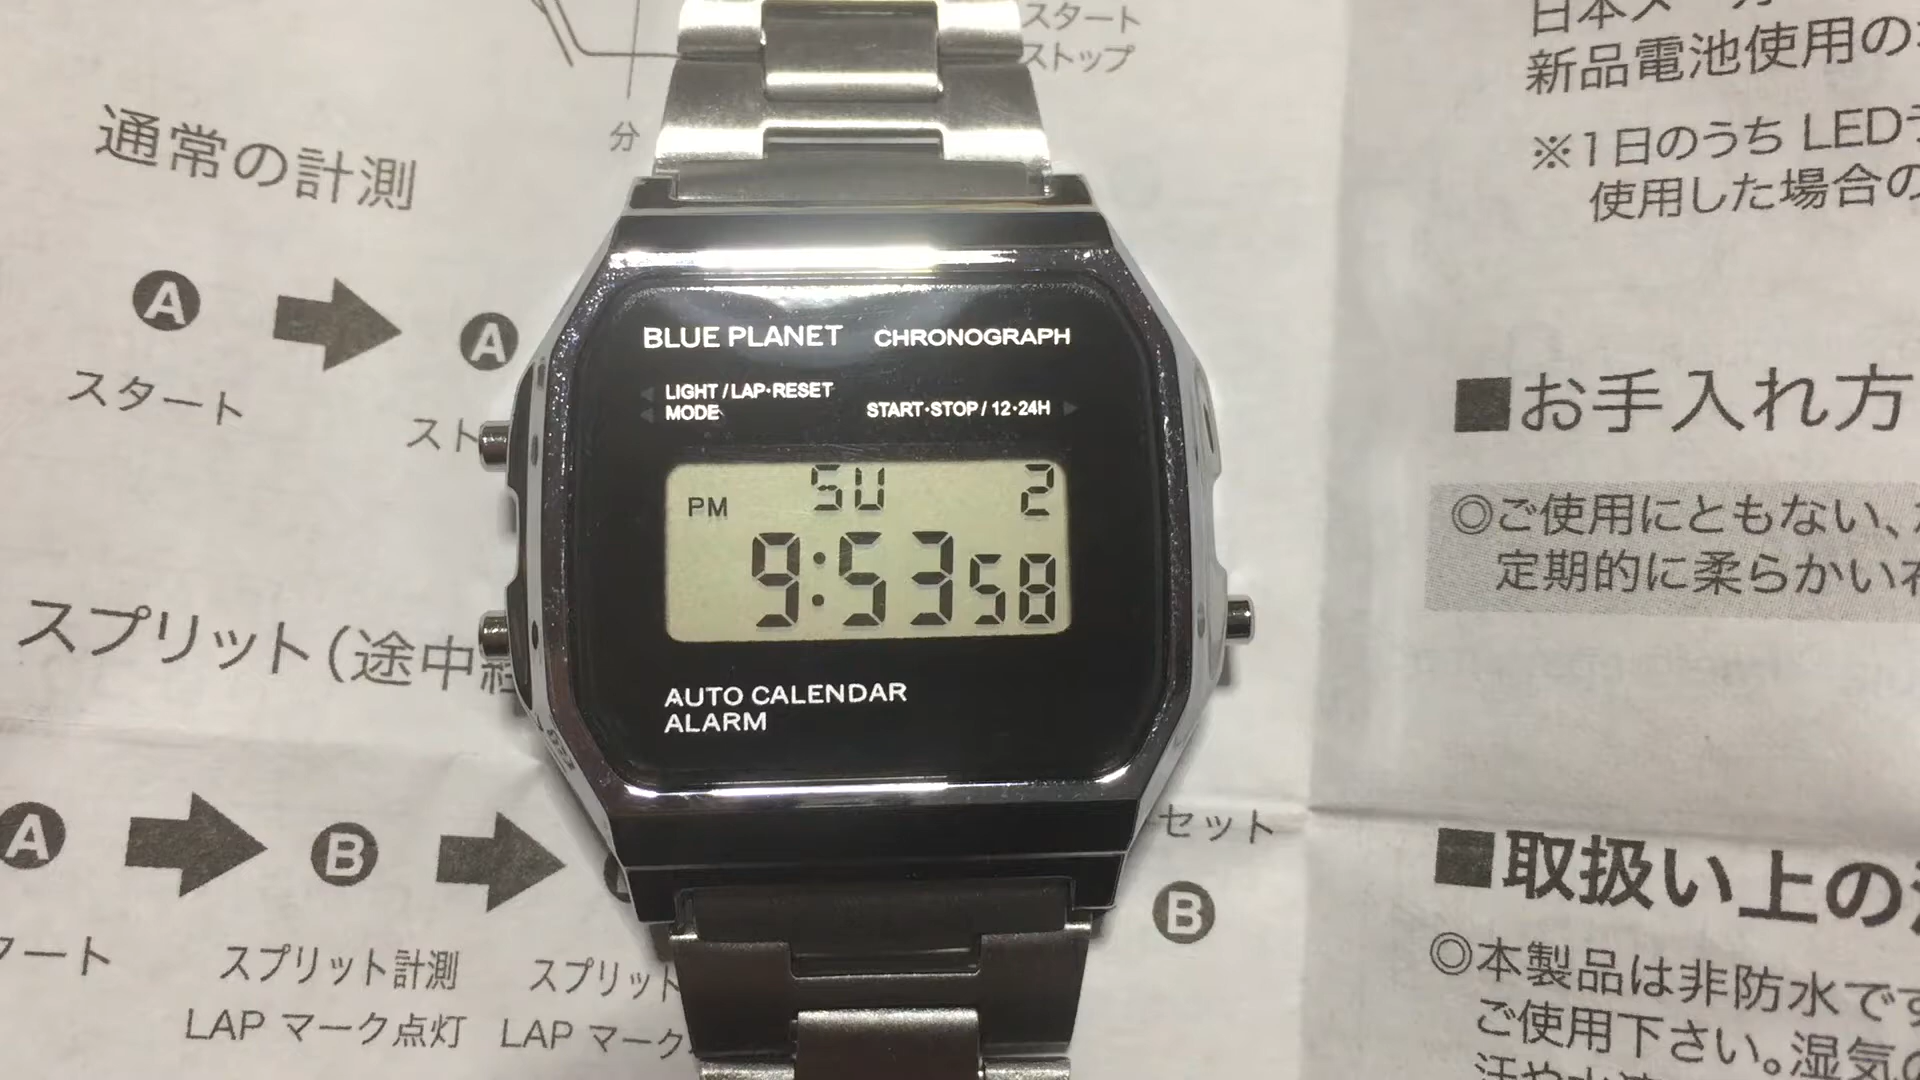 スタート
ストップ
分
通常の計測
A
A
スタート
スプリット(途中
A
B
セット
B
スプリット計測
LAP マーク点灯
スプリット
LAP マーク
BLUE PLANET CHRONOGRAPH
LIGHT/LAP·RESET
MODE
START·STOP/12·24H
SU 2
PM
9:53 58
AUTO CALENDAR
ALARM
新品電池使用の
※1日のうち LED
使用した場合の
■お手入れ方
◎ご使用にともない、
定期的に柔らかい
■取扱い上の
◎本製品は非防水で
ご使用下さい。湿気の